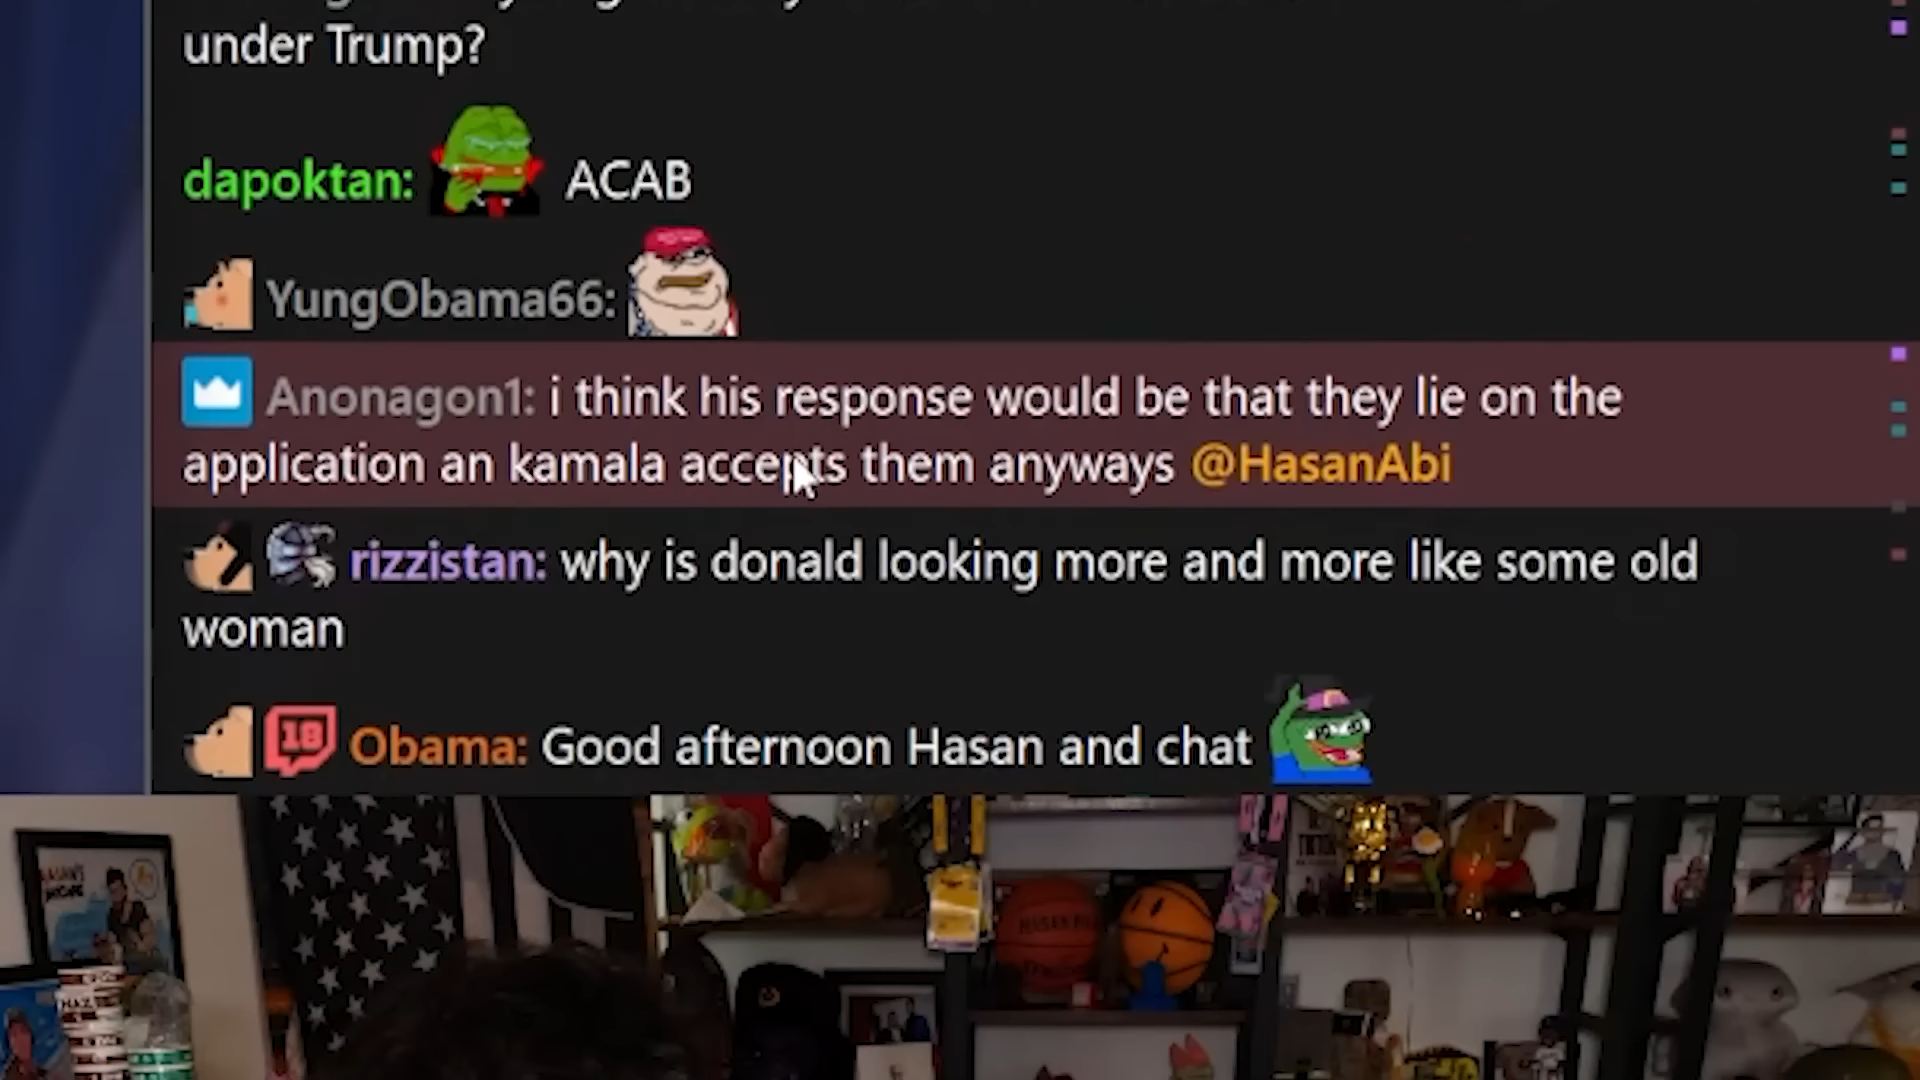 under Trump?
dapoktan: ACAB
YungObama66:
Anonagon1: i think his response would be that they lie on the
application an kamala accepts them anyways @HasanAbi
rizzistan: why is donald looking more and more like some old
woman
18 Obama: Good afternoon Hasan and chat